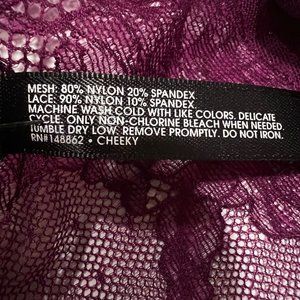 MESH: 80% NYLON 20% SPANDEX
LACE: 90% NYLON 10% SPANDEX
MACHINE WASH COLD WITH LIKE COLORS. DELICATE
CYCLE. ONLY NON-CHLORINE BLEACH WHEN NEEDED.
TUMBLE DRY LOW. REMOVE PROMPTLY. DO NOT IRON.
RN#148862 • CHEEKY